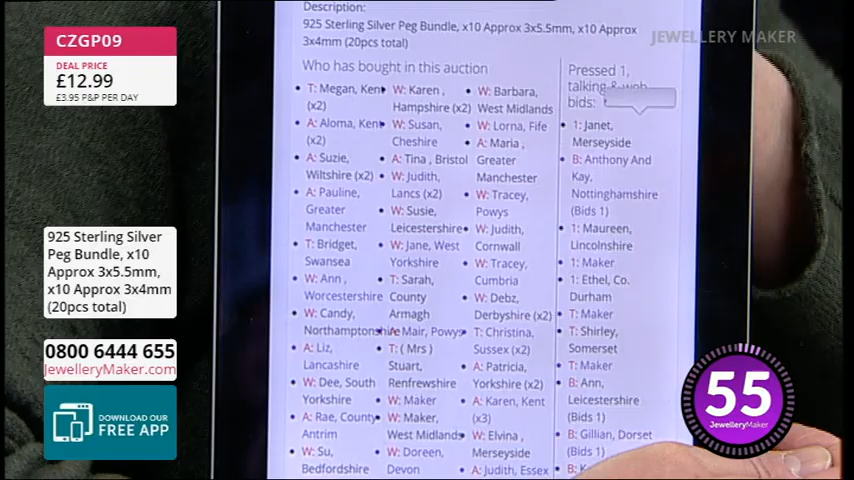 CZGP09
DEAL PRICE
£12.99
£3.95 P&P PER DAY
925 Sterling Silver
Peg Bundle, x10
Approx 3x5.5mm,
x10 Approx 3x4mm
(20pcs total)
0800 6444 655
JewelleryMaker.com
DOWNLOAD OUR
FREE APP
JEWELLERY MAKER
Description:
925 Sterling Silver Peg Bundle, x10 Approx 3x5.5mm, x10 Approx
3x4mm (20pcs total)
Who has bought in this auction
T: Megan, Kent
(x2)
A: Aloma, Kent
(x2)
A: Suzie,
Wiltshire (x2)
A: Pauline,
Greater
Manchester
T: Bridget,
Swansea
W: Ann ,
Worcestershire
W: Candy,
Northamptonshire
A: Liz,
Lancashire
W: Dee, South
Yorkshire
A: Rae, County
Antrim
W: Su,
Bedfordshire
W: Karen ,
Hampshire (x2)
W: Susan,
Cheshire
A: Tina , Bristol
W: Judith,
Lancs (x2)
W: Susie,
Leicestershire
W: Jane, West
Yorkshire
T: Sarah,
County
Armagh
A: Mair, Powys
T: ( Mrs )
Stuart,
Renfrewshire
W: Maker
W: Maker,
West Midlands
W: Doreen,
Devon
W: Barbara,
West Midlands
W: Lorna, Fife
A: Maria ,
Greater
Manchester
W: Tracey,
Powys
W: Judith,
Cornwall
W: Tracey,
Cumbria
W: Debz,
Derbyshire (x2)
T: Christina,
Sussex (x2)
A: Patricia,
Yorkshire (x2)
A: Karen, Kent
(x3)
W: Elvina ,
Merseyside
A: Judith, Essex
Pressed 1,
talking & web
bids:
1: Janet,
Merseyside
B: Anthony And
Kay,
Nottinghamshire
(Bids 1)
1: Maureen,
Lincolnshire
1: Maker
1: Ethel, Co.
Durham
T: Maker
T: Shirley,
Somerset
T: Maker
B: Ann,
Leicestershire
(Bids 1)
B: Gillian, Dorset
(Bids 1)
B:
55
JewelleryMaker